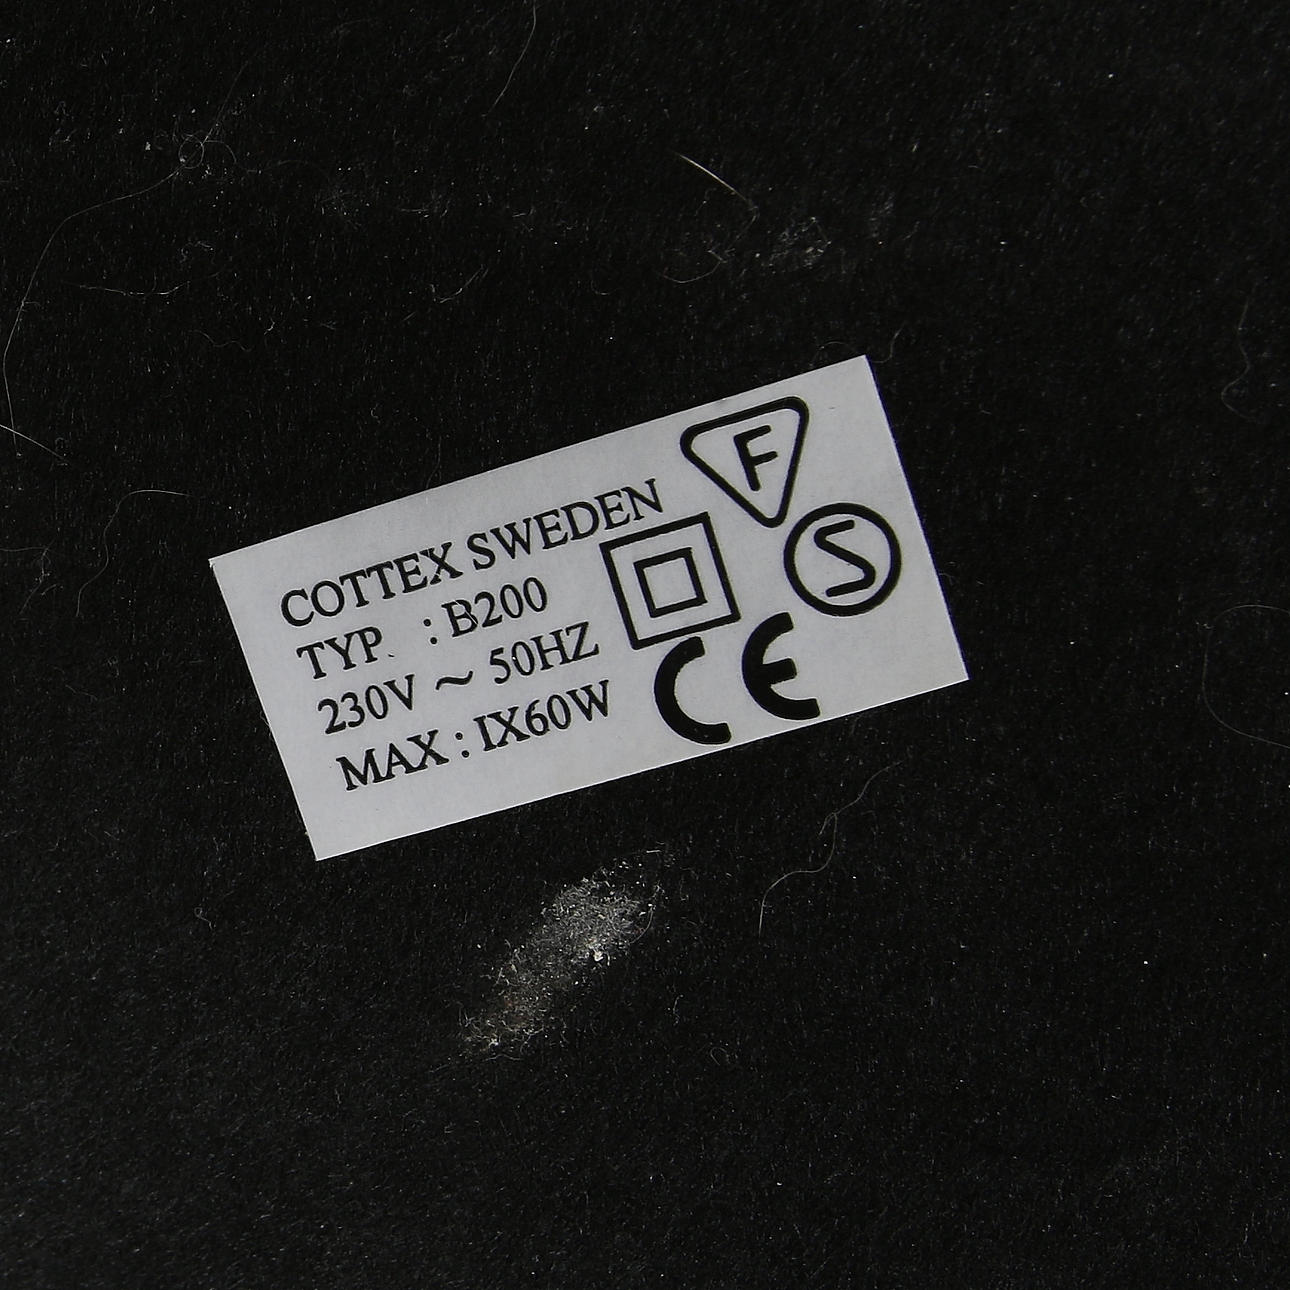 COTTEX SWEDEN
TYP. : B200
230V ~ 50HZ
MAX : IX60W
F
S
CE